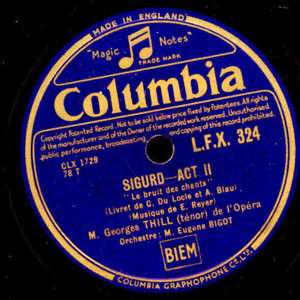 MADE IN ENGLAND
"Magic Notes"
TRADE MARK
Columbia
Copyright Patented Record. Not to be sold below price fixed by Patentees. All rights
of the manufacturer and of the Owner of the recorded work reserved. Unauthorised
public performance, broadcasting and copying of this record prohibited.
CLX 1729
78 T
L.F.X. 324
SIGURD—ACT II
"Le bruit des chants"
(Livret de C. Du Locle et A. Blau)
(Musique de E. Reyer)
M. Georges THILL (ténor) de l'Opéra
Orchestre: M. Eugène BIGOT
BIEM
COLUMBIA GRAPHOPHONE Co. Ltd.